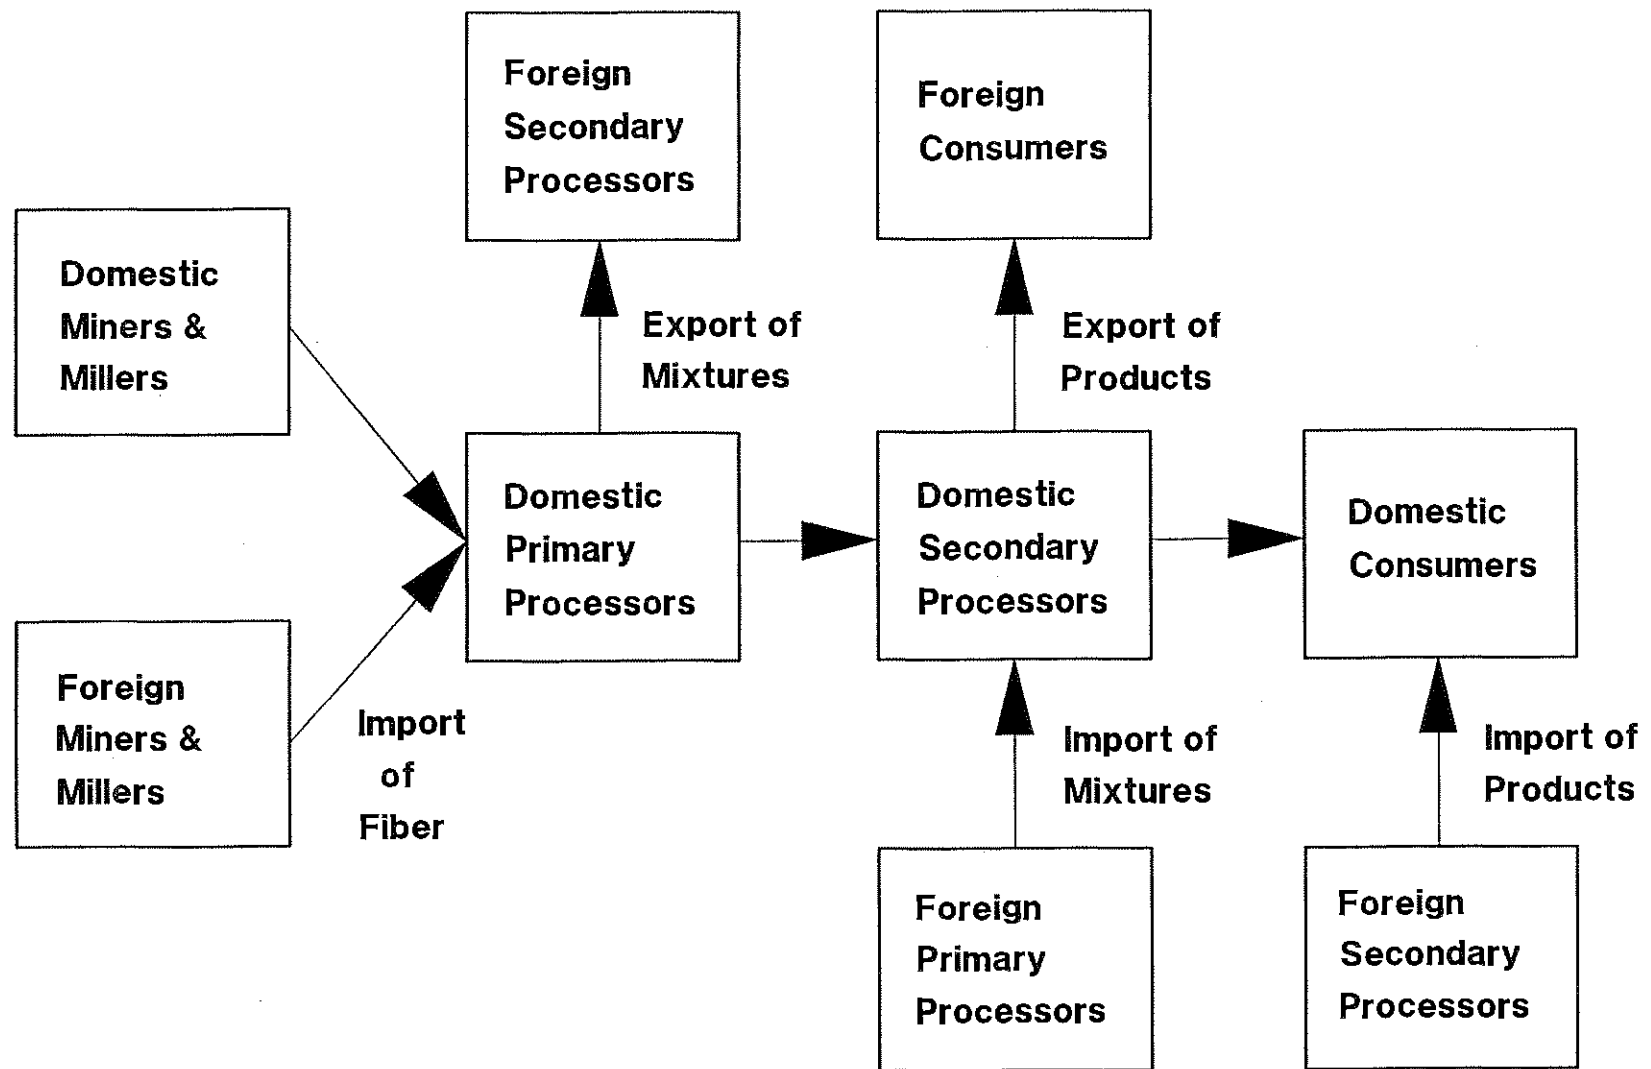 Foreign
Secondary
Processors
Foreign
Consumers
Domestic
Miners &
Millers
Export of
Mixtures
Export of
Products
Domestic
Primary
Processors
Domestic
Secondary
Processors
Domestic
Consumers
Foreign
Miners &
Millers
Import
of
Fiber
Import of
Mixtures
Import of
Products
Foreign
Primary
Processors
Foreign
Secondary
Processors